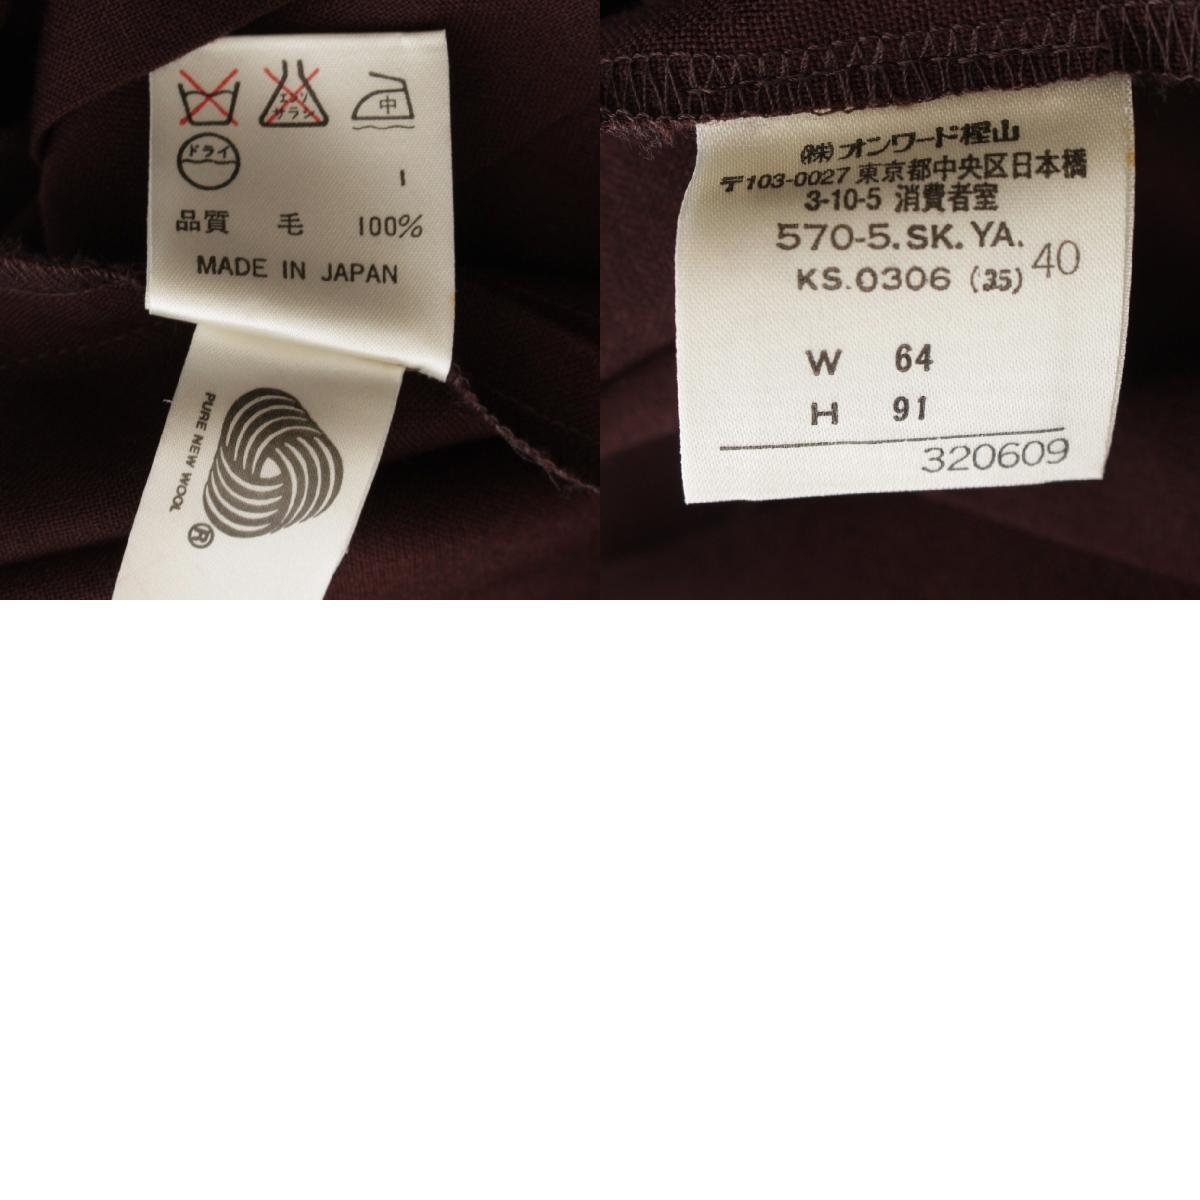 エンソ
サラシ
中
ドライ
1
品質 毛 100%
MADE IN JAPAN
PURE NEW WOOL
®
㈱オンワード樫山
〒103-0027 東京都中央区日本橋
3-10-5 消費者室
570-5.SK.YA.
KS.0306 (35) 40
W 64
H 91
320609